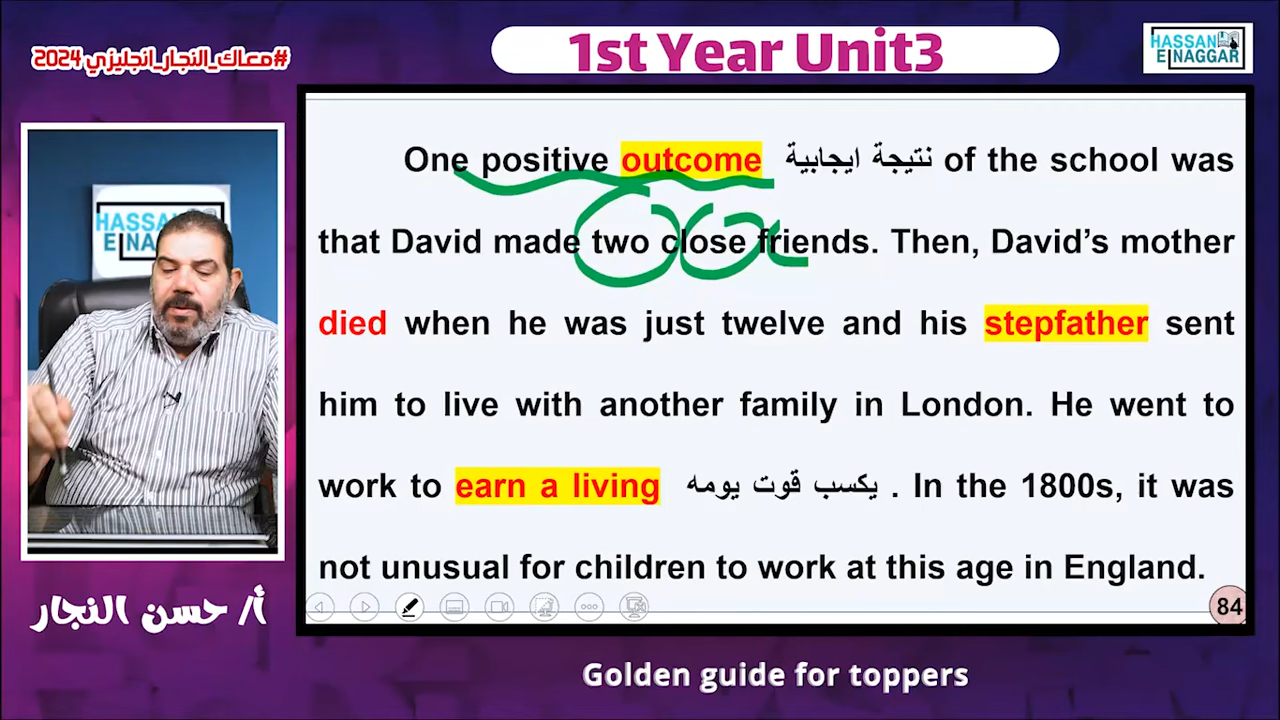 #معاك_النجار_انجليزي 2024
1st Year Unit3
HASSAN
ELNAGGAR
One positive outcome نتيجة ايجابية of the school was
that David made two close friends. Then, David's mother
died when he was just twelve and his stepfather sent
him to live with another family in London. He went to
work to earn a living يكسب قوت يومه . In the 1800s, it was
not unusual for children to work at this age in England.
84
أ/ حسن النجار
Golden guide for toppers